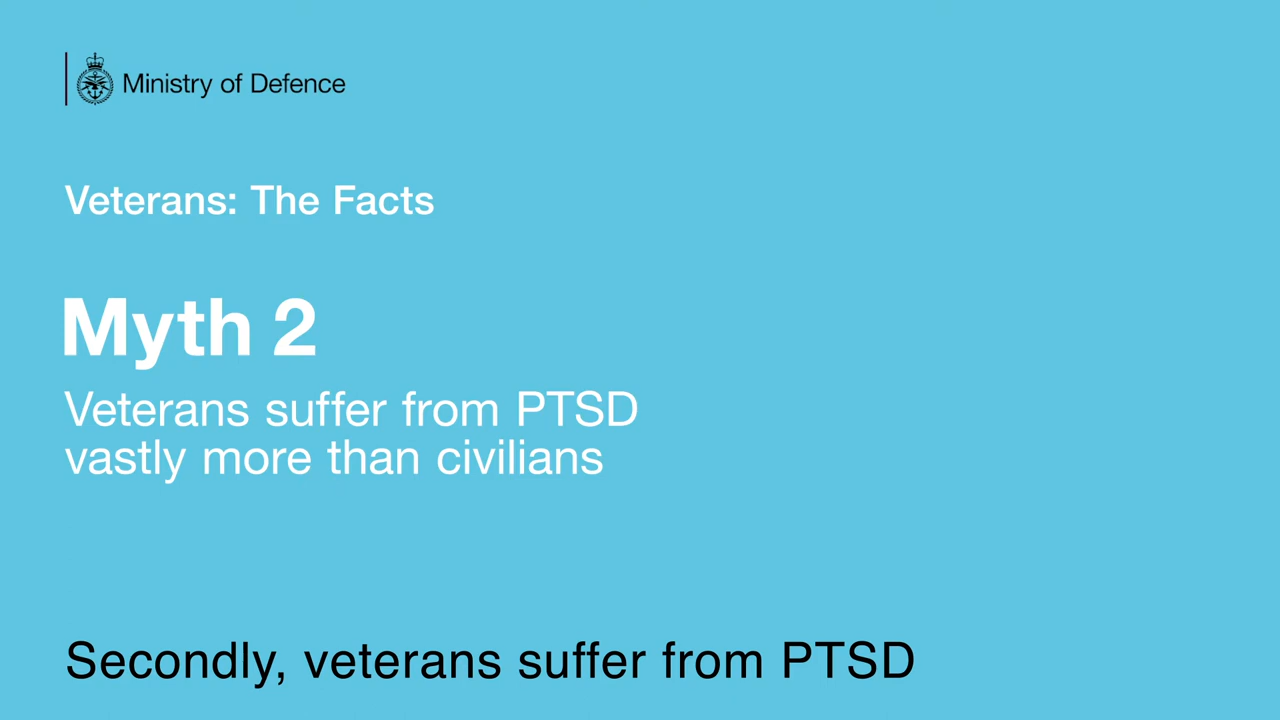 Ministry of Defence
Veterans: The Facts
Myth 2
Veterans suffer from PTSD
vastly more than civilians
Secondly, veterans suffer from PTSD